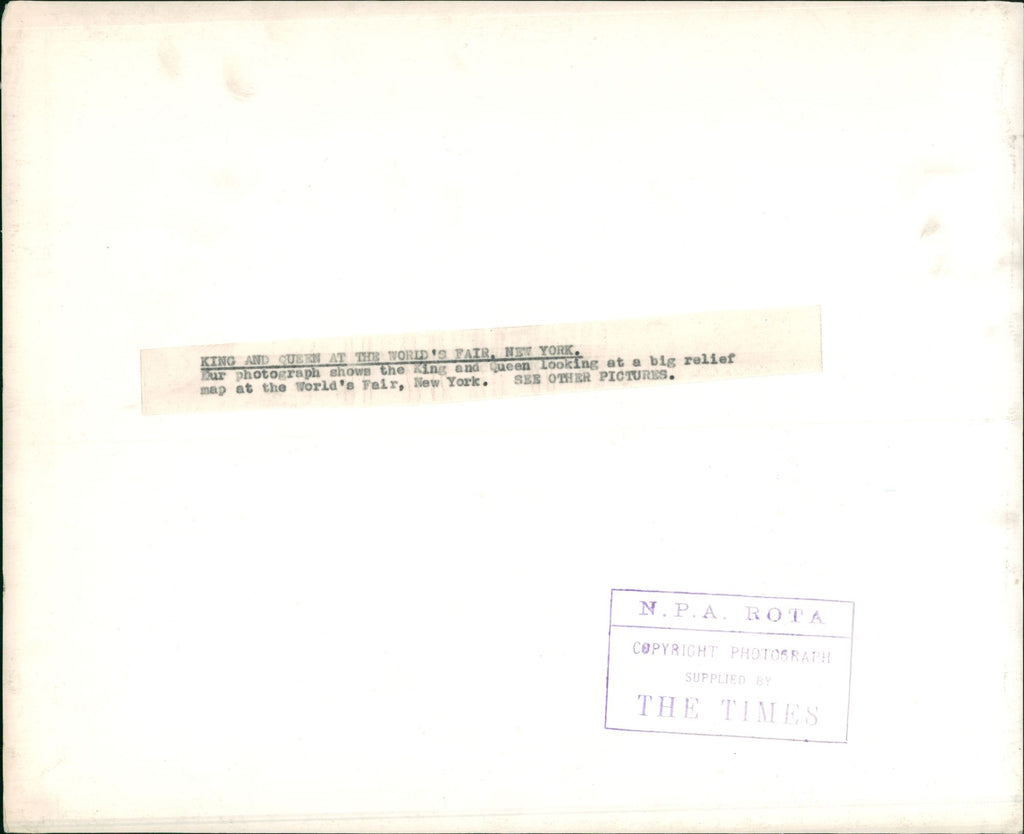 KING AND QUEEN AT THE WORLD'S FAIR, NEW YORK.
Our photograph shows the King and Queen looking at a big relief
map at the World's Fair, New York. SEE OTHER PICTURES.
N.P.A. ROTA
COPYRIGHT PHOTOGRAPH
SUPPLIED BY
THE TIMES